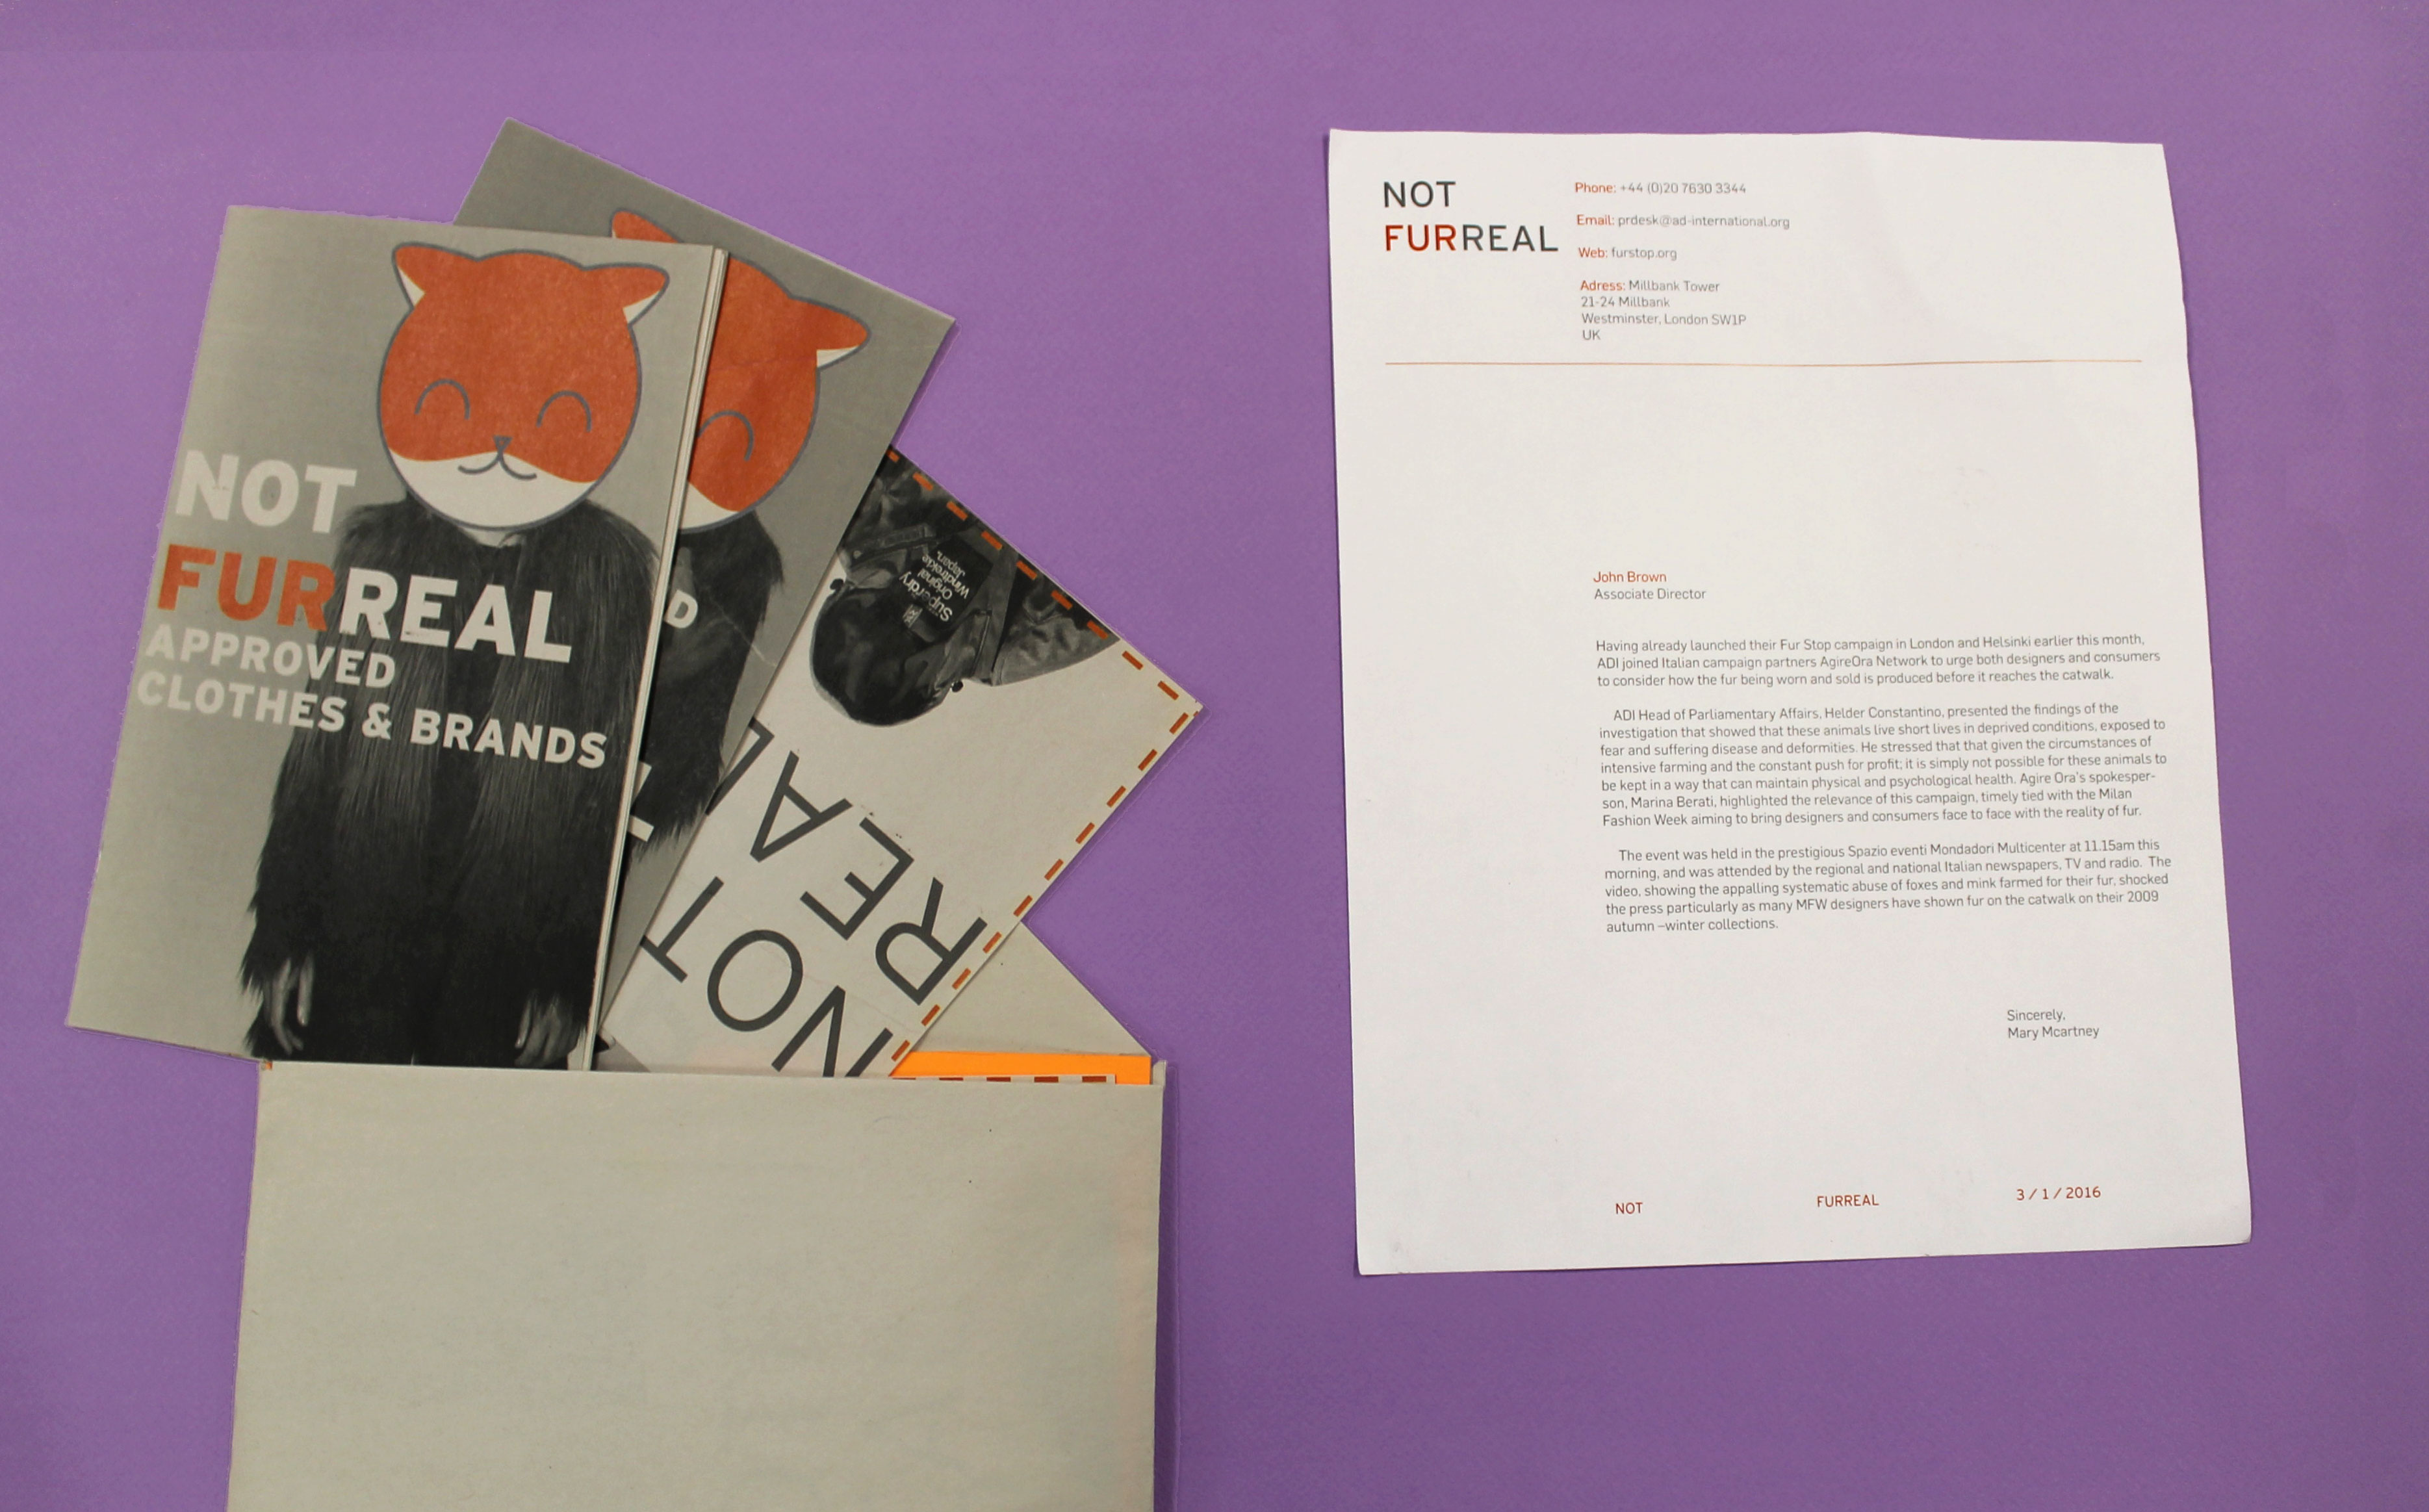 NOT
FURREAL
APPROVED
CLOTHES & BRANDS
D
L
Superdry
Original
Windtrekker
Japan.
NOT
REAL
NOT
FURREAL
Phone: +44 (0)20 7630 3344
Email: prdesk@ad-international.org
Web: furstop.org
Adress: Millbank Tower
21-24 Millbank
Westminster, London SW1P
UK
John Brown
Associate Director
Having already launched their Fur Stop campaign in London and Helsinki earlier this month,
ADI joined Italian campaign partners AgireOra Network to urge both designers and consumers
to consider how the fur being worn and sold is produced before it reaches the catwalk.
ADI Head of Parliamentary Affairs, Helder Constantino, presented the findings of the
investigation that showed that these animals live short lives in deprived conditions, exposed to
fear and suffering disease and deformities. He stressed that that given the circumstances of
intensive farming and the constant push for profit; it is simply not possible for these animals to
be kept in a way that can maintain physical and psychological health. Agire Ora's spokesper-
son, Marina Berati, highlighted the relevance of this campaign, timely tied with the Milan
Fashion Week aiming to bring designers and consumers face to face with the reality of fur.
The event was held in the prestigious Spazio eventi Mondadori Multicenter at 11.15am this
morning, and was attended by the regional and national Italian newspapers, TV and radio. The
video, showing the appalling systematic abuse of foxes and mink farmed for their fur, shocked
the press particularly as many MFW designers have shown fur on the catwalk on their 2009
autumn –winter collections.
Sincerely,
Mary Mcartney
NOT FURREAL 3 / 1 / 2016